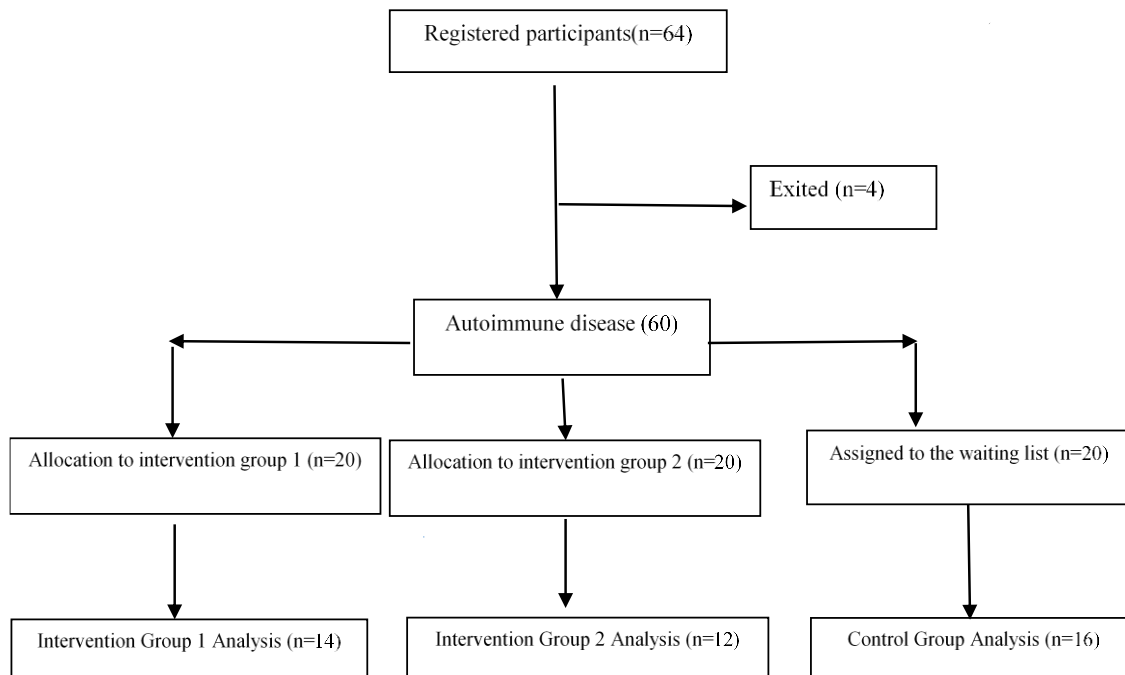 Registered participants(n=64)
Exited (n=4)
Autoimmune disease (60)
Allocation to intervention group 1 (n=20)
Allocation to intervention group 2 (n=20)
Assigned to the waiting list (n=20)
Intervention Group 1 Analysis (n=14)
Intervention Group 2 Analysis (n=12)
Control Group Analysis (n=16)